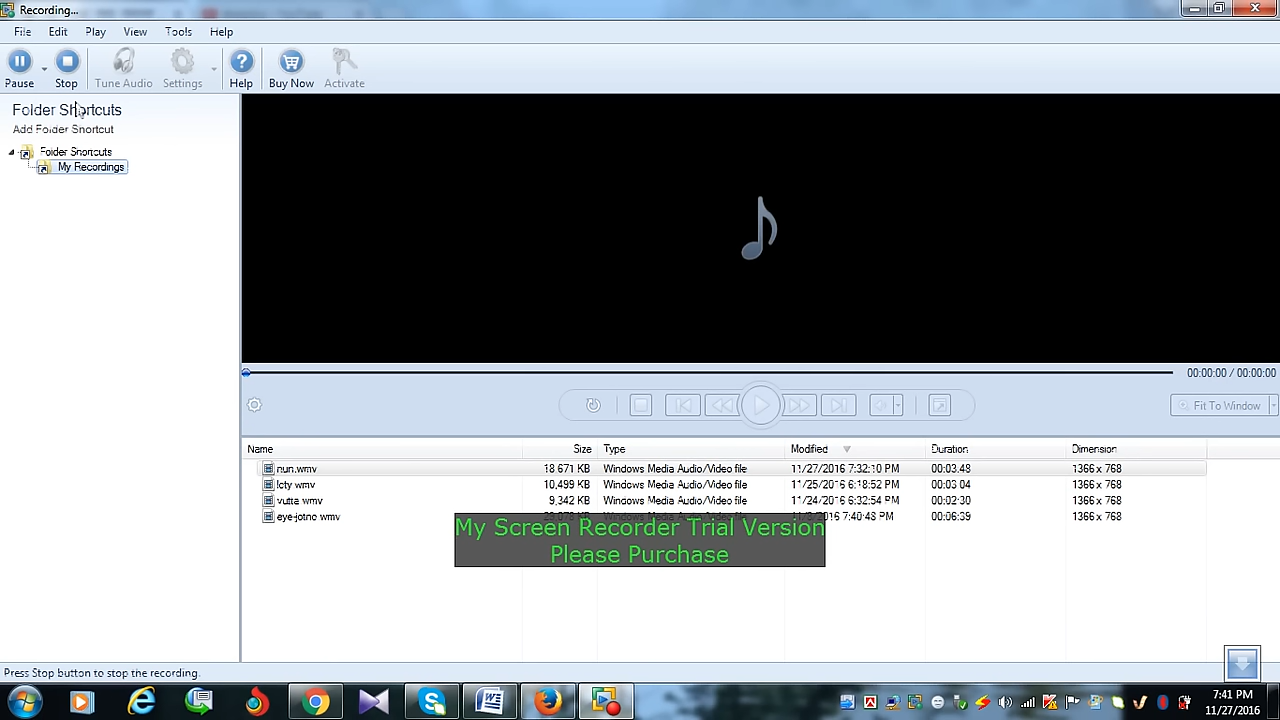 Recording...
File Edit Play View Tools Help
Pause Stop Tune Audio Settings Help Buy Now Activate
Folder Shortcuts
Add Folder Shortcut
Folder Shortcuts
My Recordings
00:00:00 / 00:00:00
Fit To Window
Name Size Type Modified Duration Dimension
nun.wmv 18,671 KB Windows Media Audio/Video file 11/27/2016 7:32:10 PM 00:03:48 1366 x 768
10,499 KB Windows Media Audio/Video file 11/25/2016 6:18:52 PM 00:03:04 1366 x 768
vutta.wmv 9,342 KB Windows Media Audio/Video file 11/24/2016 6:32:54 PM 00:02:30 1366 x 768
eye-jotno.wmv 7:40:43 PM 00:06:39 1366 x 768
My Screen Recorder Trial Version
Please Purchase
Press Stop button to stop the recording.
7:41 PM
11/27/2016